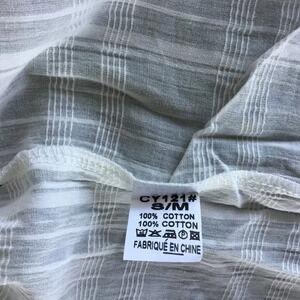 CY121#
S/M
100% COTTON
100% COTTON
FABRIQUÉ EN CHINE